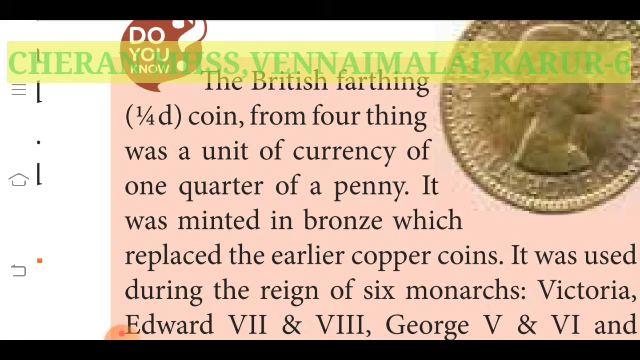 DO
YOU
KNOW
CHERAN HSS,VENNAIMALAI,KARUR-6
The British farthing
(¼d) coin, from four thing
was a unit of currency of
one quarter of a penny. It
was minted in bronze which
replaced the earlier copper coins. It was used
during the reign of six monarchs: Victoria,
Edward VII & VIII, George V & VI and